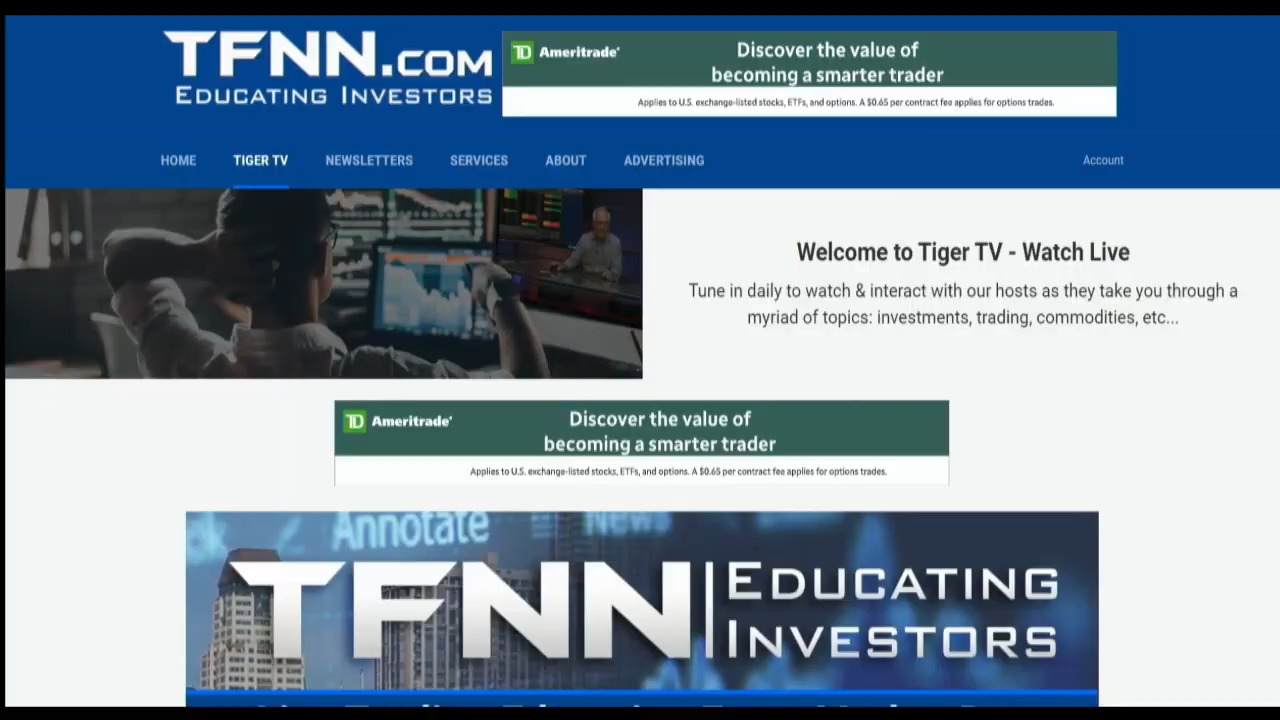 TFNN.COM
EDUCATING INVESTORS
TD Ameritrade
Discover the value of
becoming a smarter trader
Applies to U.S. exchange-listed stocks, ETFs, and options. A $0.65 per contract fee applies for options trades.
HOME TIGER TV NEWSLETTERS SERVICES ABOUT ADVERTISING Account
Welcome to Tiger TV - Watch Live
Tune in daily to watch & interact with our hosts as they take you through a
myriad of topics: investments, trading, commodities, etc...
TD Ameritrade
Discover the value of
becoming a smarter trader
Applies to U.S. exchange-listed stocks, ETFs, and options. A $0.65 per contract fee applies for options trades.
Annotate News
TFNN EDUCATING
INVESTORS